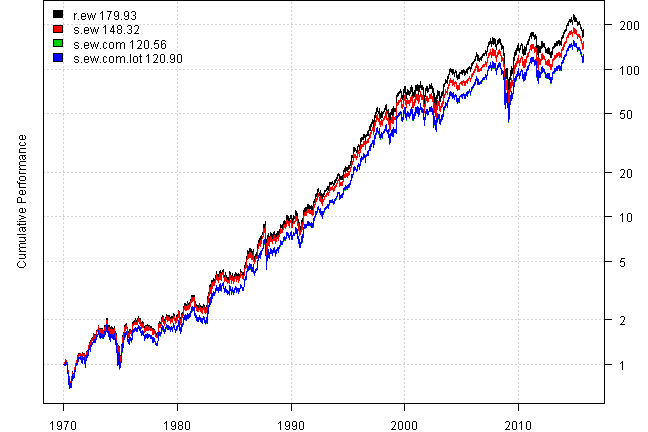 r.ew 179.93
s.ew 148.32
s.ew.com 120.56
s.ew.com.lot 120.90
Cumulative Performance
200
100
50
20
10
5
2
1
1970 1980 1990 2000 2010